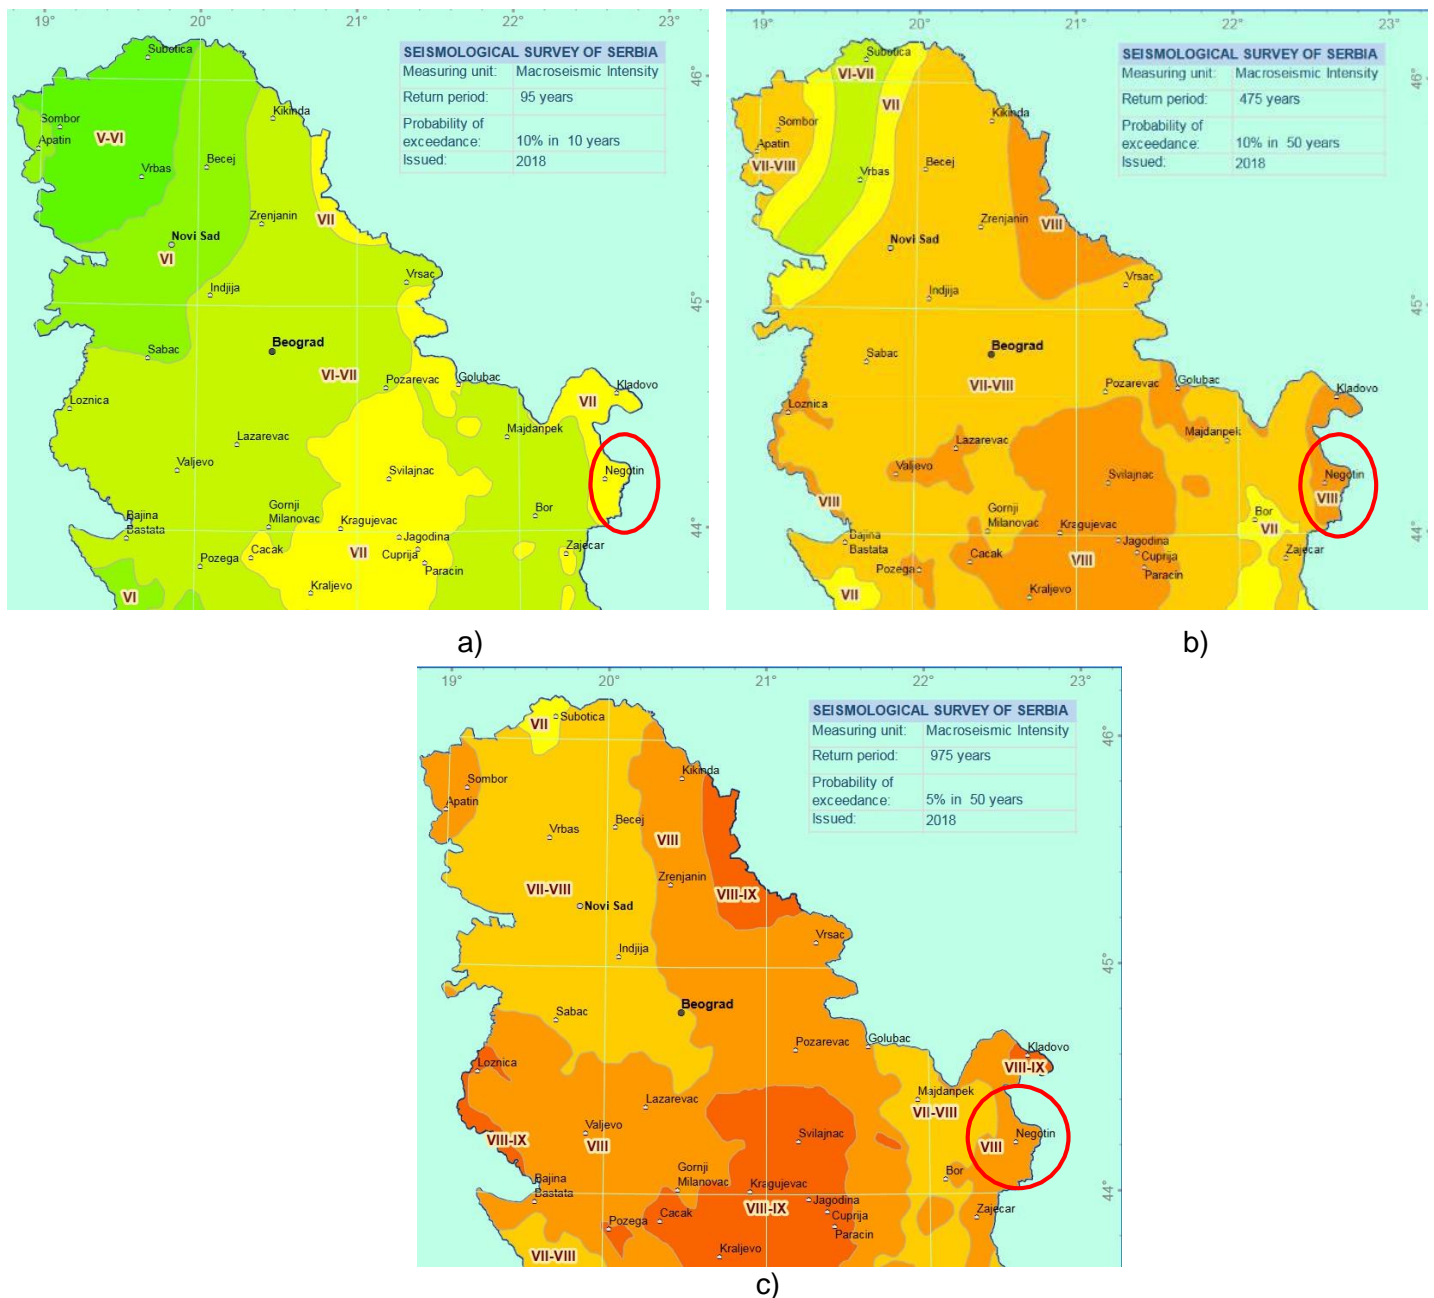 19° 20° 21° 22° 23°
SEISMOLOGICAL SURVEY OF SERBIA
Measuring unit: Macroseismic Intensity
Return period: 95 years
Probability of
exceedance: 10% in 10 years
Issued: 2018
46°
45°
44°
Subotica
Kikinda
Sombor
V-VI
Apatin
Vrbas
Becej
Zrenjanin
VII
Novi Sad
VI
Vrsac
Indjija
Beograd
Sabac
VI-VII
Pozarevac
Golubac
Kladovo
VII
Loznica
Majdanpek
Lazarevac
Valjevo
Svilajnac
Negotin
Gornji
Milanovac
Bor
Bajina
Bastata
Kragujevac
Jagodina
Cacak
VII
Cuprija
Zajecar
Pozega
Paracin
Kraljevo
VI
a)
19° 20° 21° 22° 23°
SEISMOLOGICAL SURVEY OF SERBIA
Measuring unit: Macroseismic Intensity
Return period: 475 years
Probability of
exceedance: 10% in 50 years
Issued: 2018
46°
45°
44°
Subotica
VI-VII
VII
Kikinda
Sombor
Apatin
VII-VIII
Vrbas
Becej
Zrenjanin
VIII
Novi Sad
Vrsac
Indjija
Beograd
Sabac
VII-VIII
Pozarevac
Golubac
Kladovo
Loznica
Majdanpek
Lazarevac
Valjevo
Svilajnac
Negotin
VIII
VIII
Gornji
Milanovac
Bor
VII
Kragujevac
Bajina
Bastata
Jagodina
Cacak
Cuprija
Zajecar
Pozega
VIII
Paracin
Kraljevo
VII
b)
19° 20° 21° 22° 23°
SEISMOLOGICAL SURVEY OF SERBIA
Measuring unit: Macroseismic Intensity
Return period: 975 years
Probability of
exceedance: 5% in 50 years
Issued: 2018
46°
45°
44°
VII
Subotica
Kikinda
Sombor
Apatin
Vrbas
Becej
VIII
Zrenjanin
VII-VIII
VIII-IX
Novi Sad
Vrsac
Indjija
Beograd
Sabac
Pozarevac
Golubac
Kladovo
VIII-IX
Loznica
Majdanpek
VII-VIII
Lazarevac
Valjevo
Svilajnac
Negotin
VIII-IX
VIII
VIII
Gornji
Milanovac
Bor
Bajina
Bastata
Kragujevac
Jagodina
VIII-IX
Cacak
Cuprija
Zajecar
Pozega
Paracin
Kraljevo
VII-VIII
c)